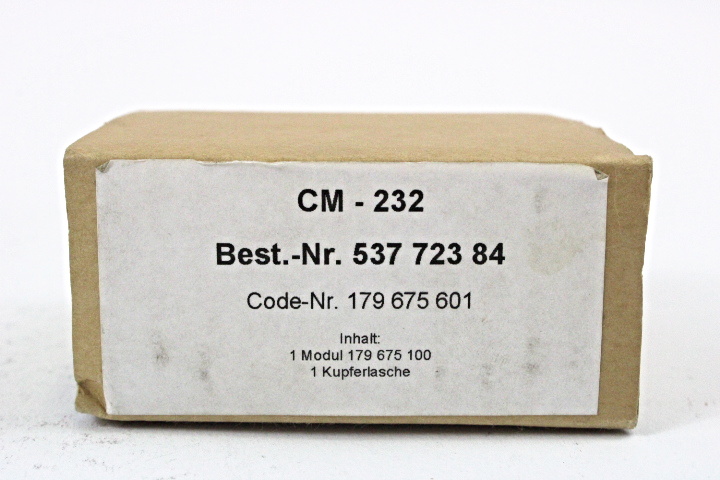 CM - 232
Best.-Nr. 537 723 84
Code-Nr. 179 675 601
Inhalt:
1 Modul 179 675 100
1 Kupferlasche